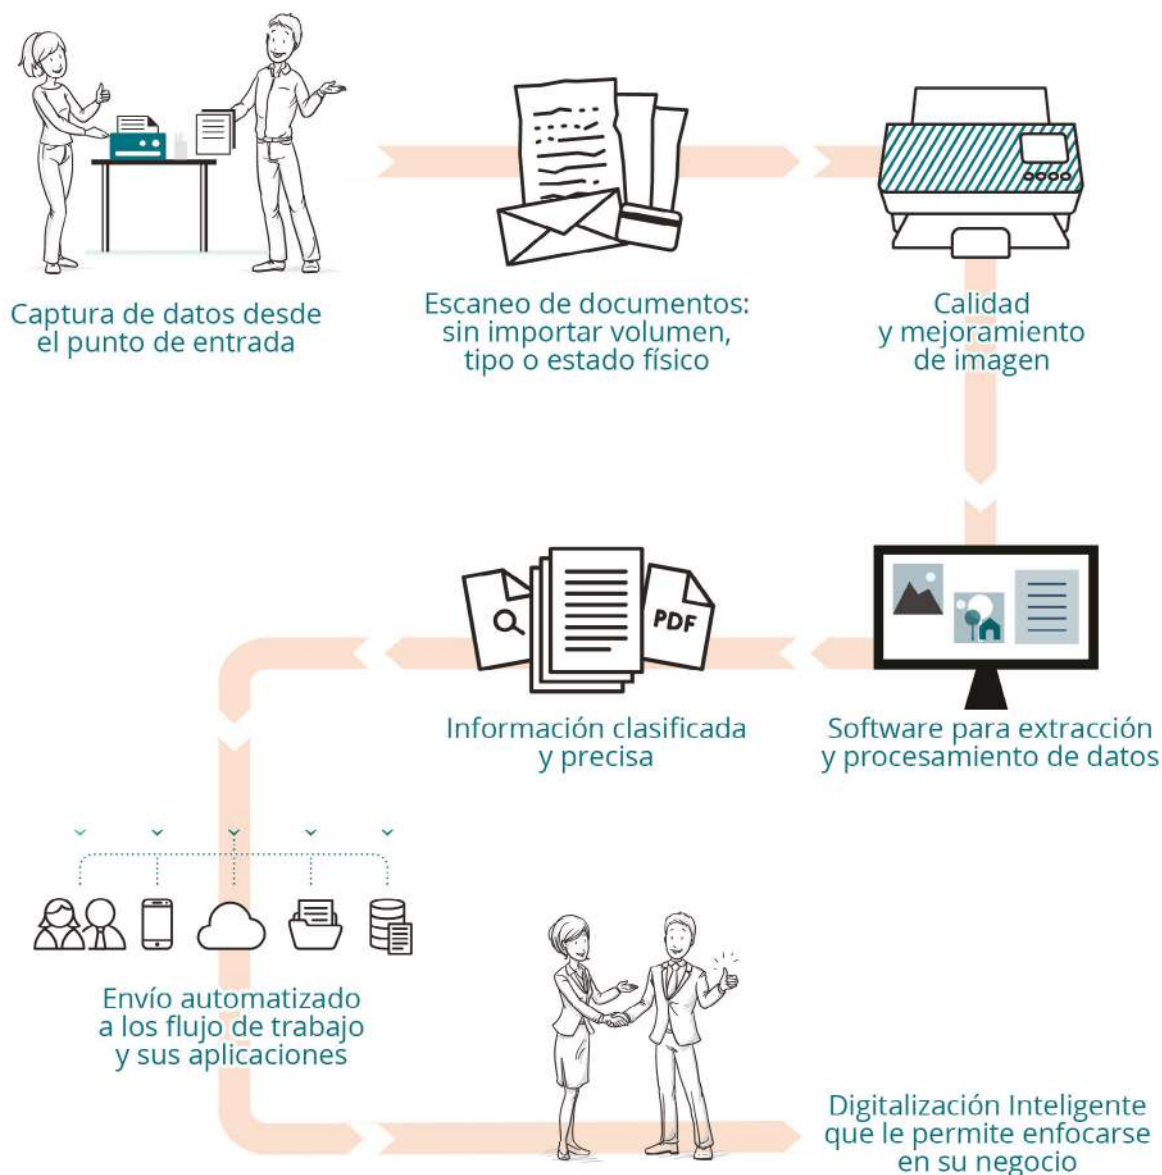 Captura de datos desde
el punto de entrada
Escaneo de documentos:
sin importar volumen,
tipo o estado físico
Calidad
y mejoramiento
de imagen
PDF
Información clasificada
y precisa
Software para extracción
y procesamiento de datos
Envío automatizado
a los flujo de trabajo
y sus aplicaciones
Digitalización Inteligente
que le permite enfocarse
en su negocio